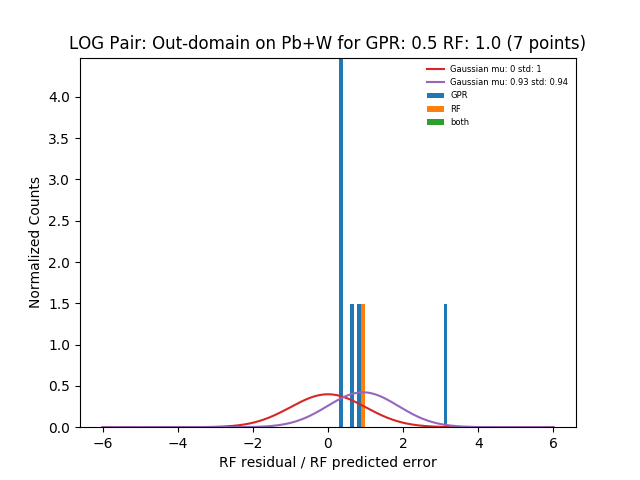 LOG Pair: Out-domain on Pb+W for GPR: 0.5 RF: 1.0 (7 points)
Gaussian mu: 0 std: 1
Gaussian mu: 0.93 std: 0.94
GPR
RF
both
Normalized Counts
4.0
3.5
3.0
2.5
2.0
1.5
1.0
0.5
0.0
−6 −4 −2 0 2 4 6
RF residual / RF predicted error